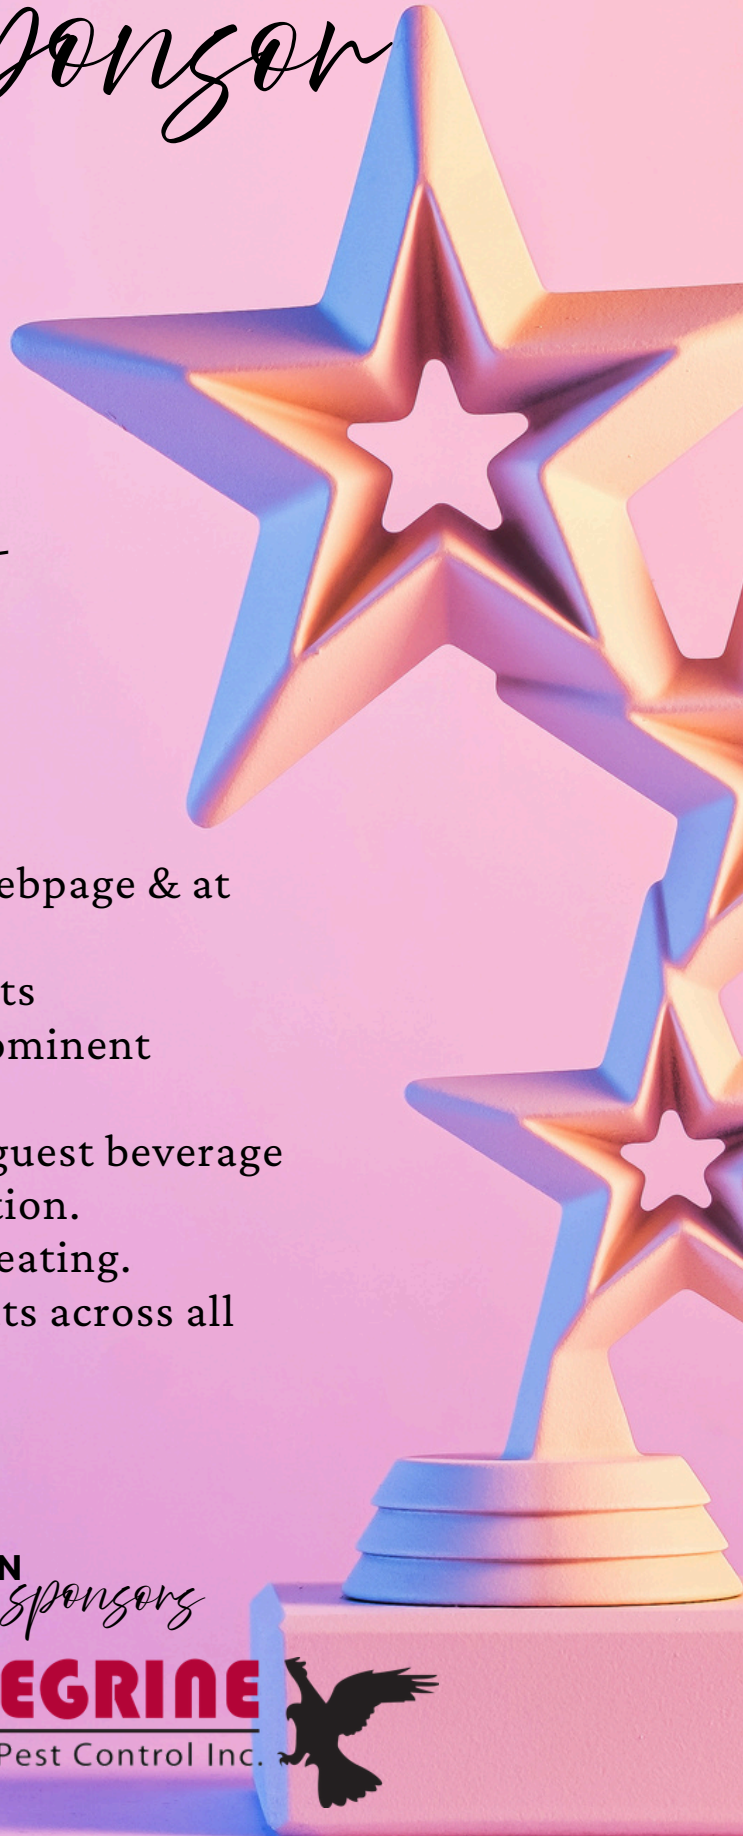 ponsor
ebpage & at
ts
ominent
guest beverage
tion.
eating.
ts across all
N
sponsors
EGRINE
Pest Control Inc.